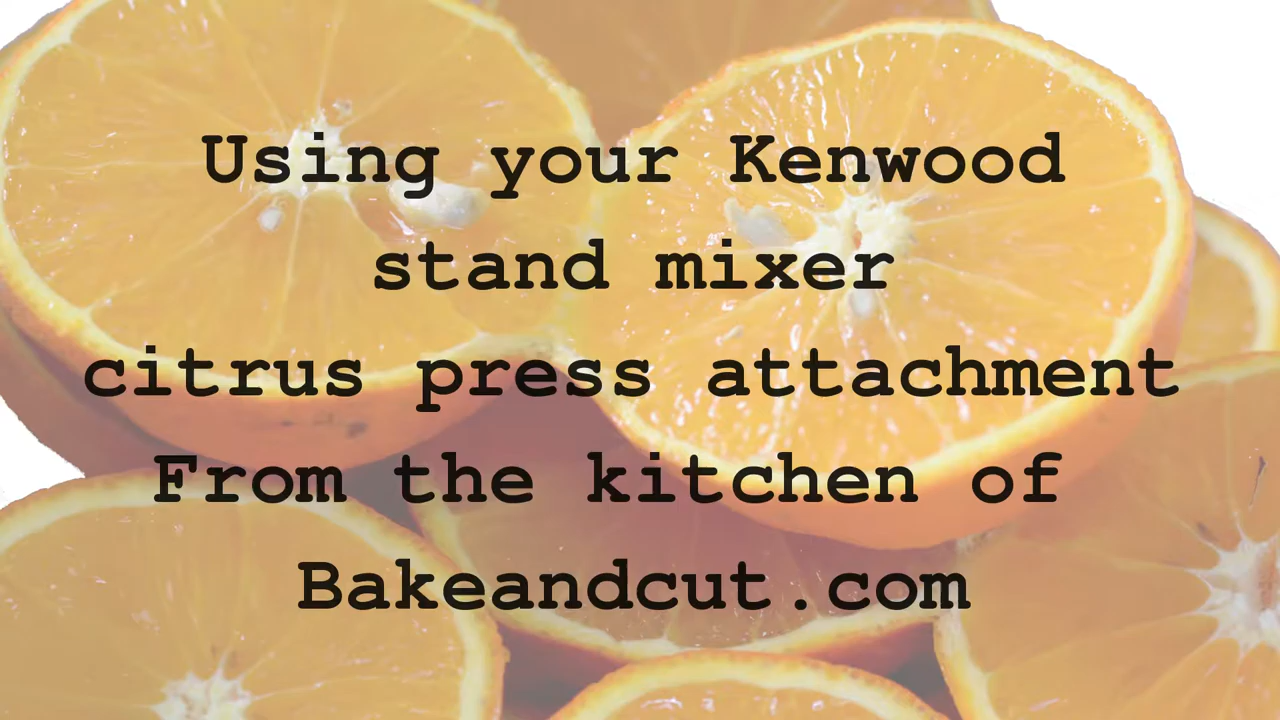 Using your Kenwood
stand mixer
citrus press attachment
From the kitchen of
Bakeandcut.com